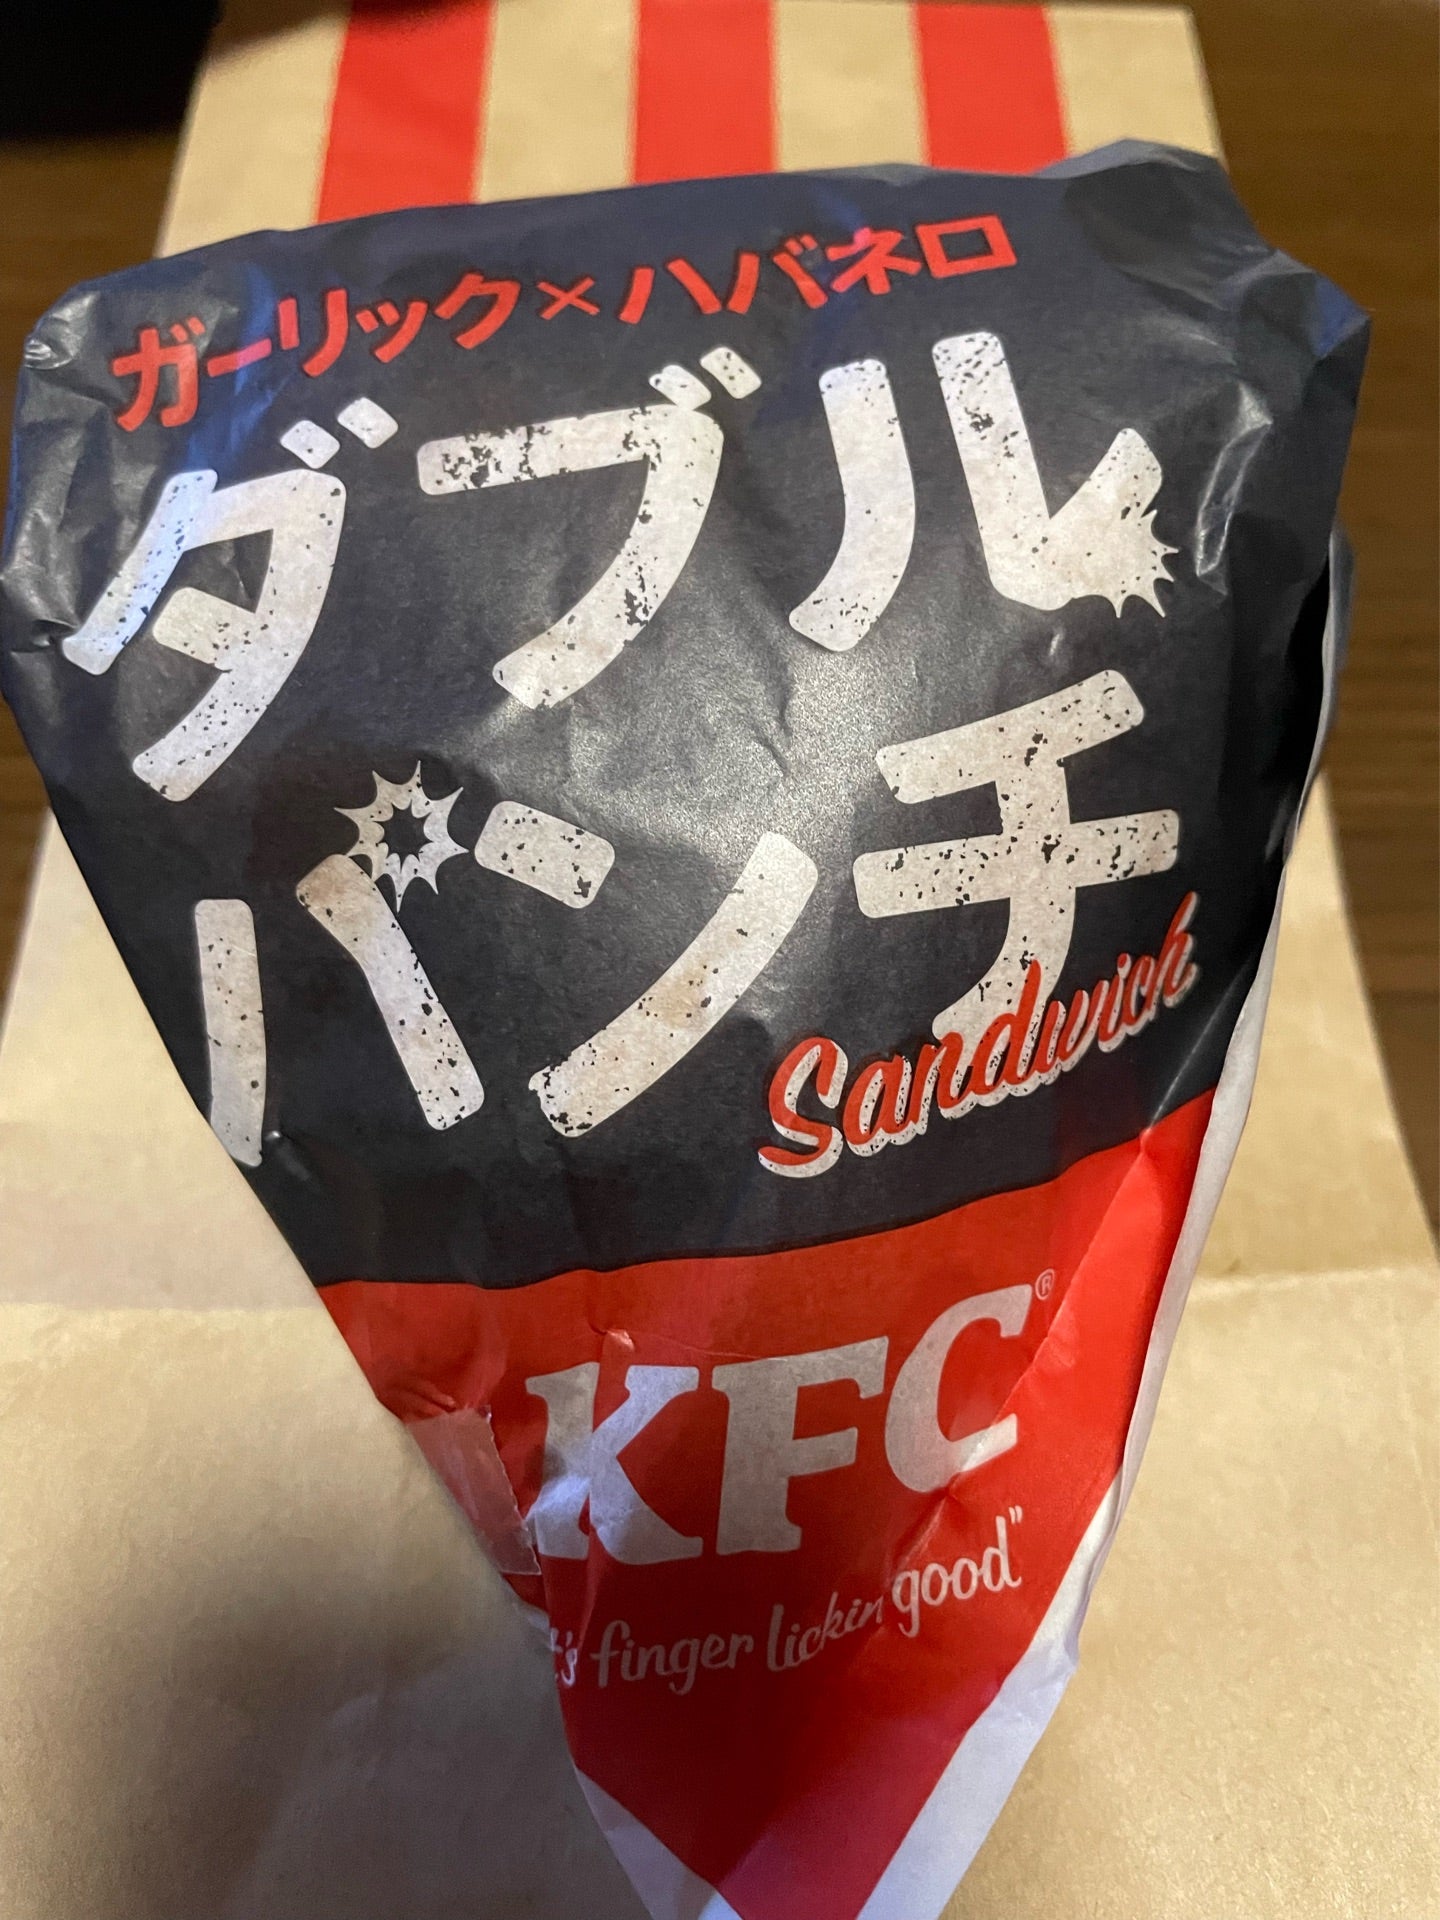 ガーリック×ハバネロ
ダブル
パンチ
Sandwich
KFC®
t's finger lickin' good"